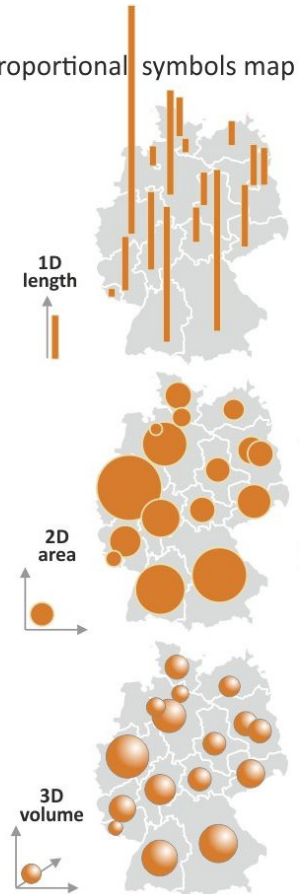 roportional symbols map
1D
length
2D
area
3D
volume